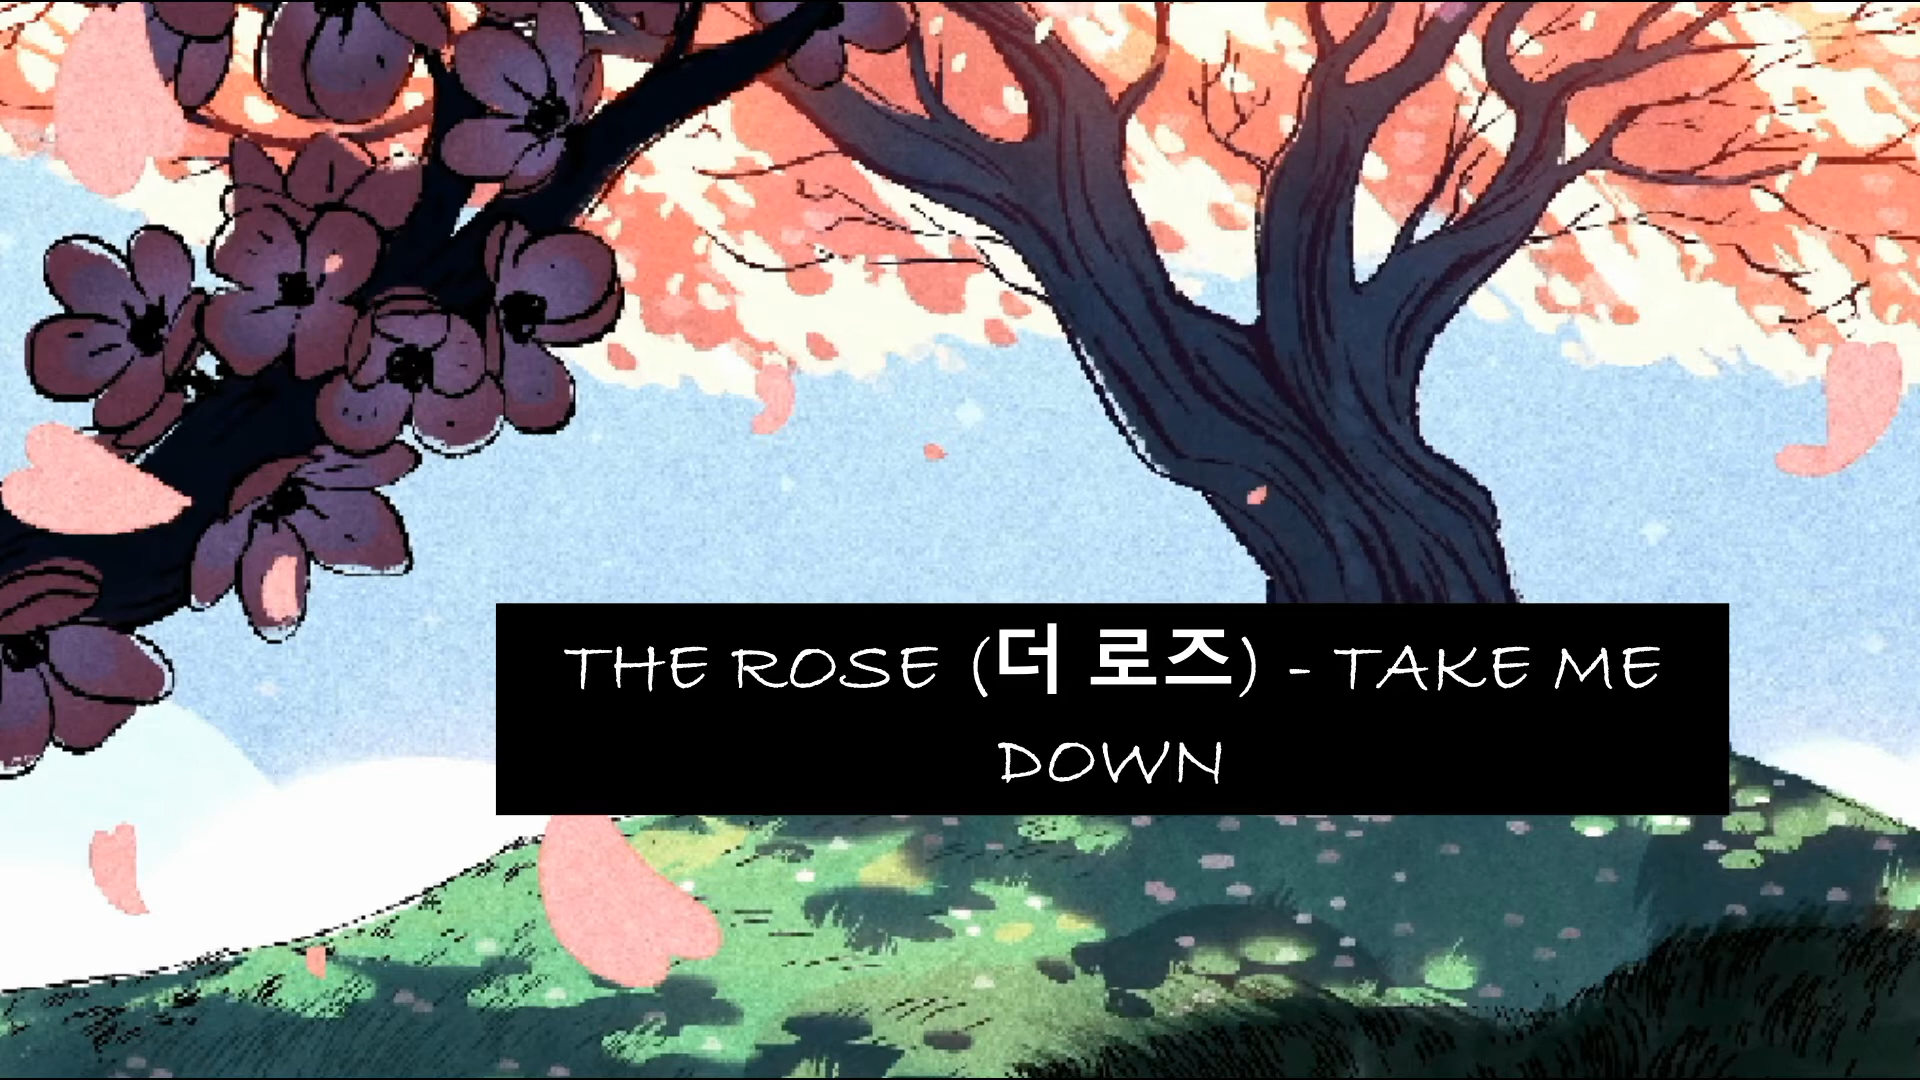 THE ROSE (더 로즈) - TAKE ME
DOWN